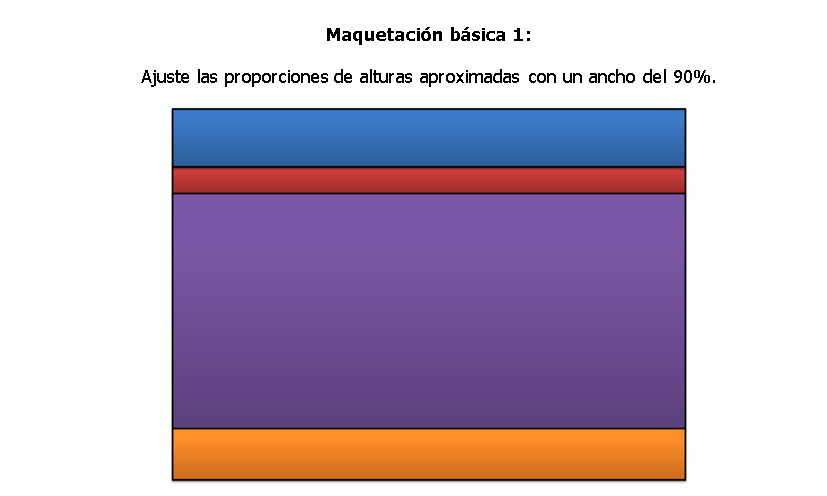 Maquetación básica 1:
Ajuste las proporciones de alturas aproximadas con un ancho del 90%.